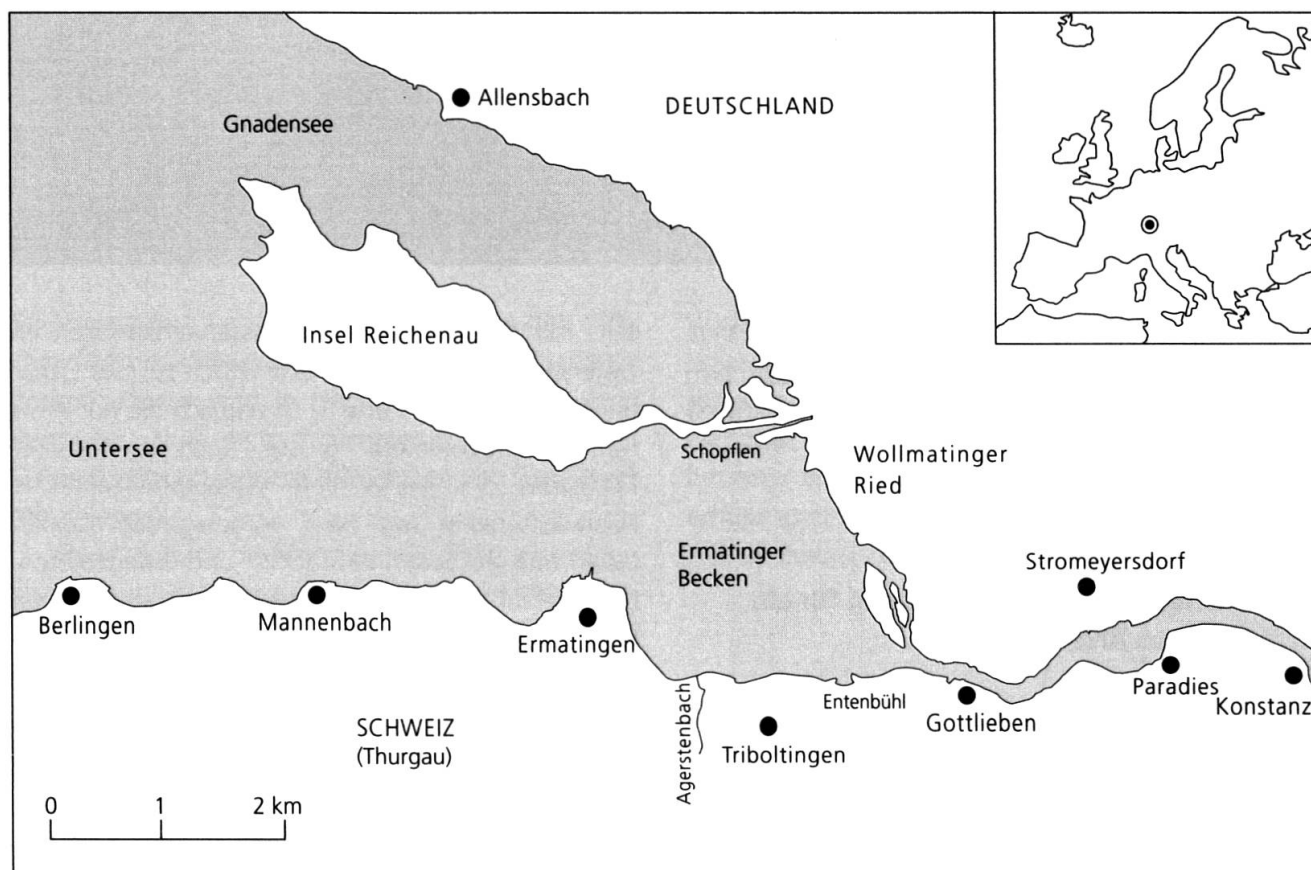 Allensbach
DEUTSCHLAND
Gnadensee
Insel Reichenau
Untersee
Schopflen
Wollmatinger
Ried
Ermatinger
Becken
Stromeyersdorf
Berlingen
Mannenbach
Ermatingen
Agerstenbach
Entenbühl
Gottlieben
Paradies
Konstanz
Triboltingen
SCHWEIZ
(Thurgau)
0 1 2 km